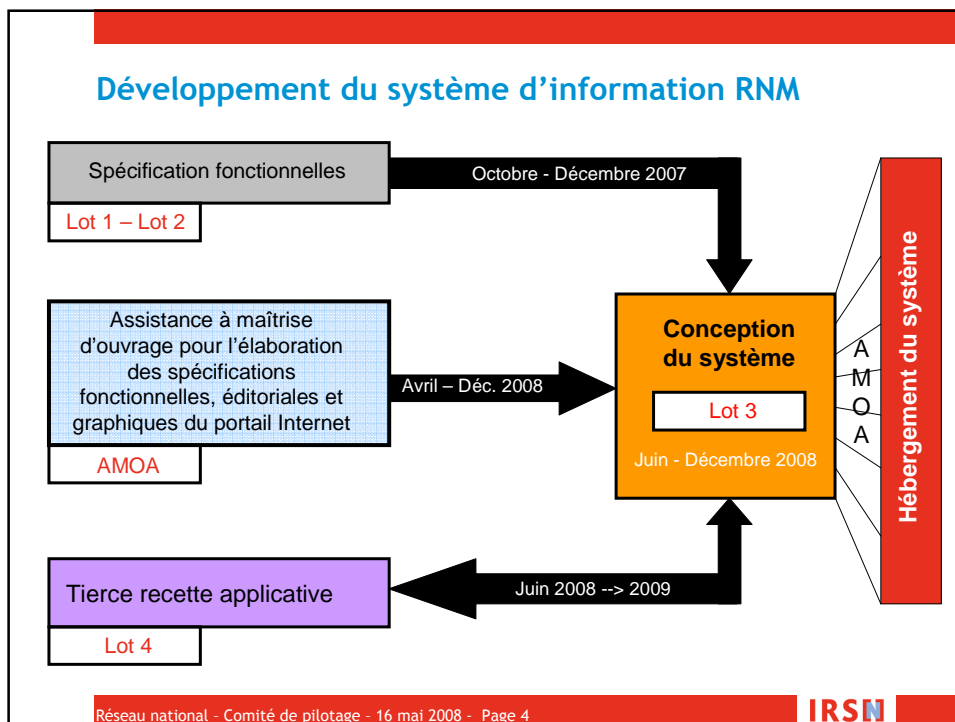 Développement du système d’information RNM
Spécification fonctionnelles
Lot 1 – Lot 2
Octobre - Décembre 2007
Assistance à maîtrise
d’ouvrage pour l’élaboration
des spécifications
fonctionnelles, éditoriales et
graphiques du portail Internet
AMOA
Avril – Déc. 2008
Conception
du système
Lot 3
Juin - Décembre 2008
A
M
O
A
Hébergement du système
Tierce recette applicative
Lot 4
Juin 2008 --> 2009
Réseau national - Comité de pilotage - 16 mai 2008 - Page 4
IRSN